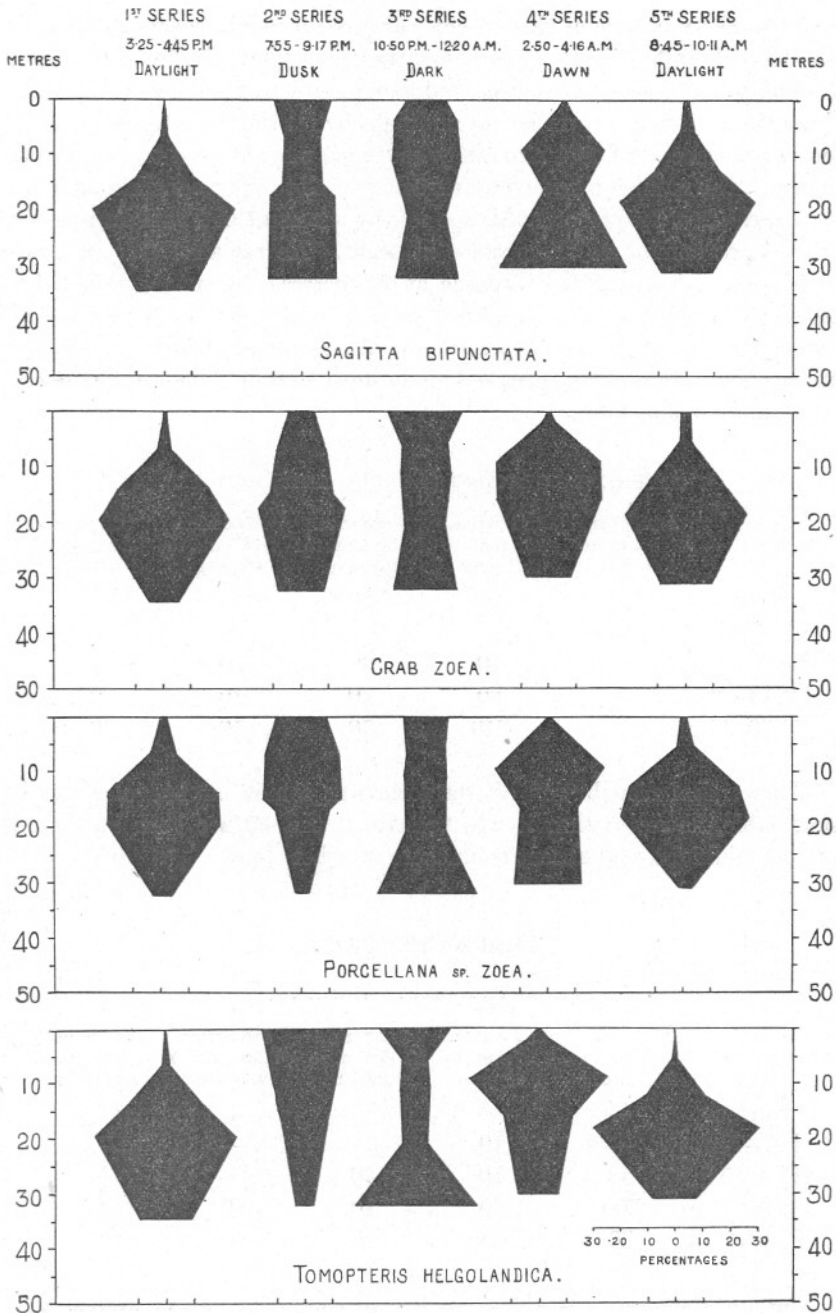 1ST SERIES 2ND SERIES 3RD SERIES 4TH SERIES 5TH SERIES
3·25-4·45 P.M 7·55-9·17 P.M. 10·50 P.M.-12·20 A.M. 2·50-4·16 A.M. 8·45-10·11 A.M
METRES DAYLIGHT DUSK DARK DAWN DAYLIGHT METRES
0 0
10 10
20 20
30 30
40 40
SAGITTA BIPUNCTATA.
50 50
10 10
20 20
30 30
40 40
CRAB ZOEA.
50 50
10 10
20 20
30 30
40 40
PORCELLANA SP. ZOEA.
50 50
10 10
20 20
30 30
30 20 10 0 10 30
PERCENTAGES
40 40
TOMOPTERIS HELGOLANDICA.
50 50